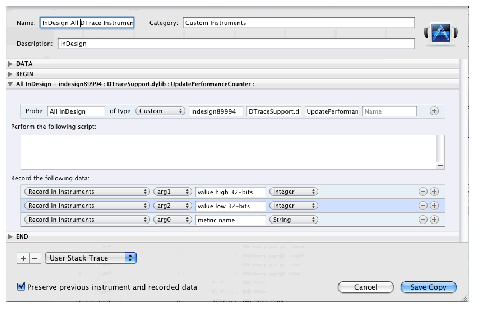 Name: InDesign All DTrace Instrumen Category: Custom Instruments
Description: InDesign
DATA
BEGIN
All InDesign - indesign89994 : DTraceSupport.dylib : UpdatePerformanceCounter :
Probe All InDesign of type Custom indesign89994 DTraceSupport.d UpdatePerforman Name
Perform the following script:
Record the following data:
Record in Instruments arg1 value high 32-bits Integer
Record in Instruments arg2 value low 32-bits Integer
Record in Instruments arg0 metric name String
END
+ - User Stack Trace
Preserve previous instrument and recorded data Cancel Save Copy